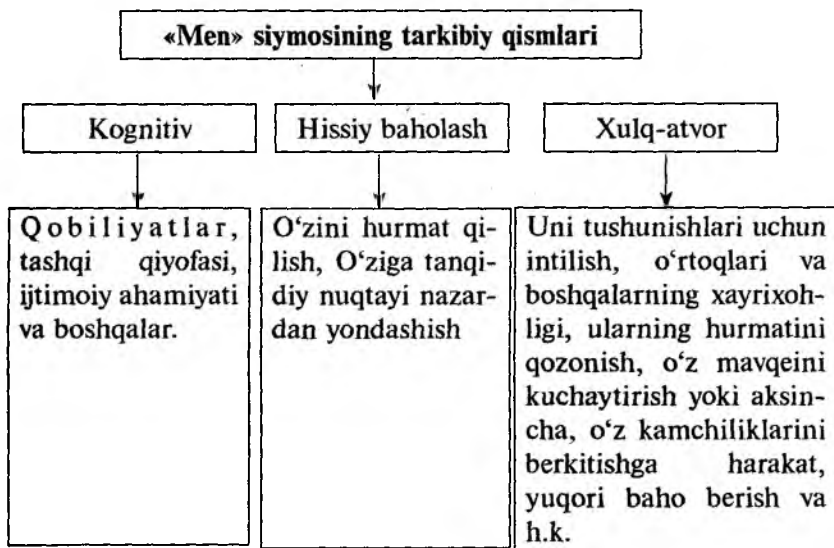 «Men» siymosining tarkibiy qismlari
Kognitiv
Hissiy baholash
Xulq-atvor
Qobiliyatlar,
tashqi qiyofasi,
ijtimoiy ahamiyati
va boshqalar.
O‘zini hurmat qi-
lish, O‘ziga tanqi-
diy nuqtayi nazar-
dan yondashish
Uni tushunishlari uchun
intilish, o‘rtoqlari va
boshqalarning xayrixoh-
ligi, ularning hurmatini
qozonish, o‘z mavqeini
kuchaytirish yoki aksin-
cha, o‘z kamchiliklarini
berkitishga harakat,
yuqori baho berish va
h.k.